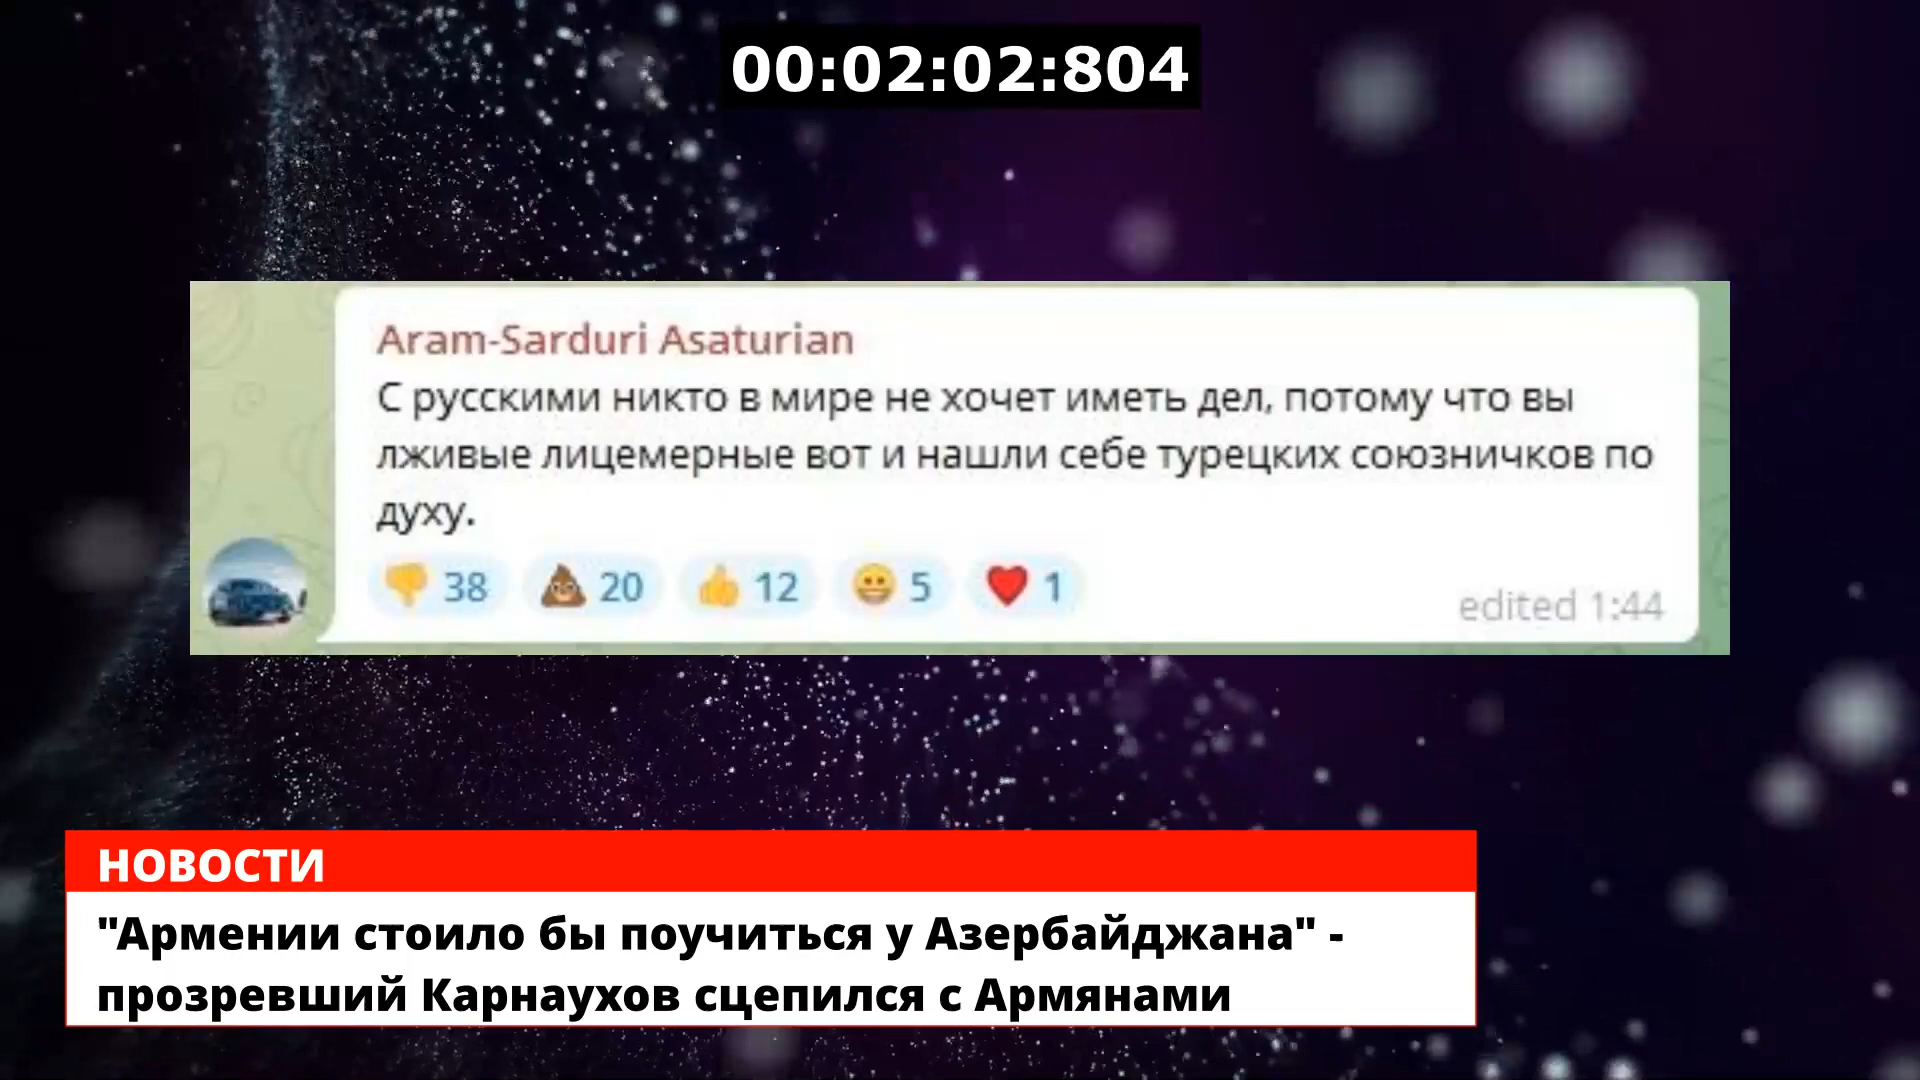 00:02:02:804
Aram-Sarduri Asaturian
С русскими никто в мире не хочет иметь дел, потому что вы
лживые лицемерные вот и нашли себе турецких союзничков по
духу.
👎 38 💩 20 👍 12 😀 5 ❤️ 1
edited 1:44
НОВОСТИ
"Армении стоило бы поучиться у Азербайджана" -
прозревший Карнаухов сцепился с Армянами